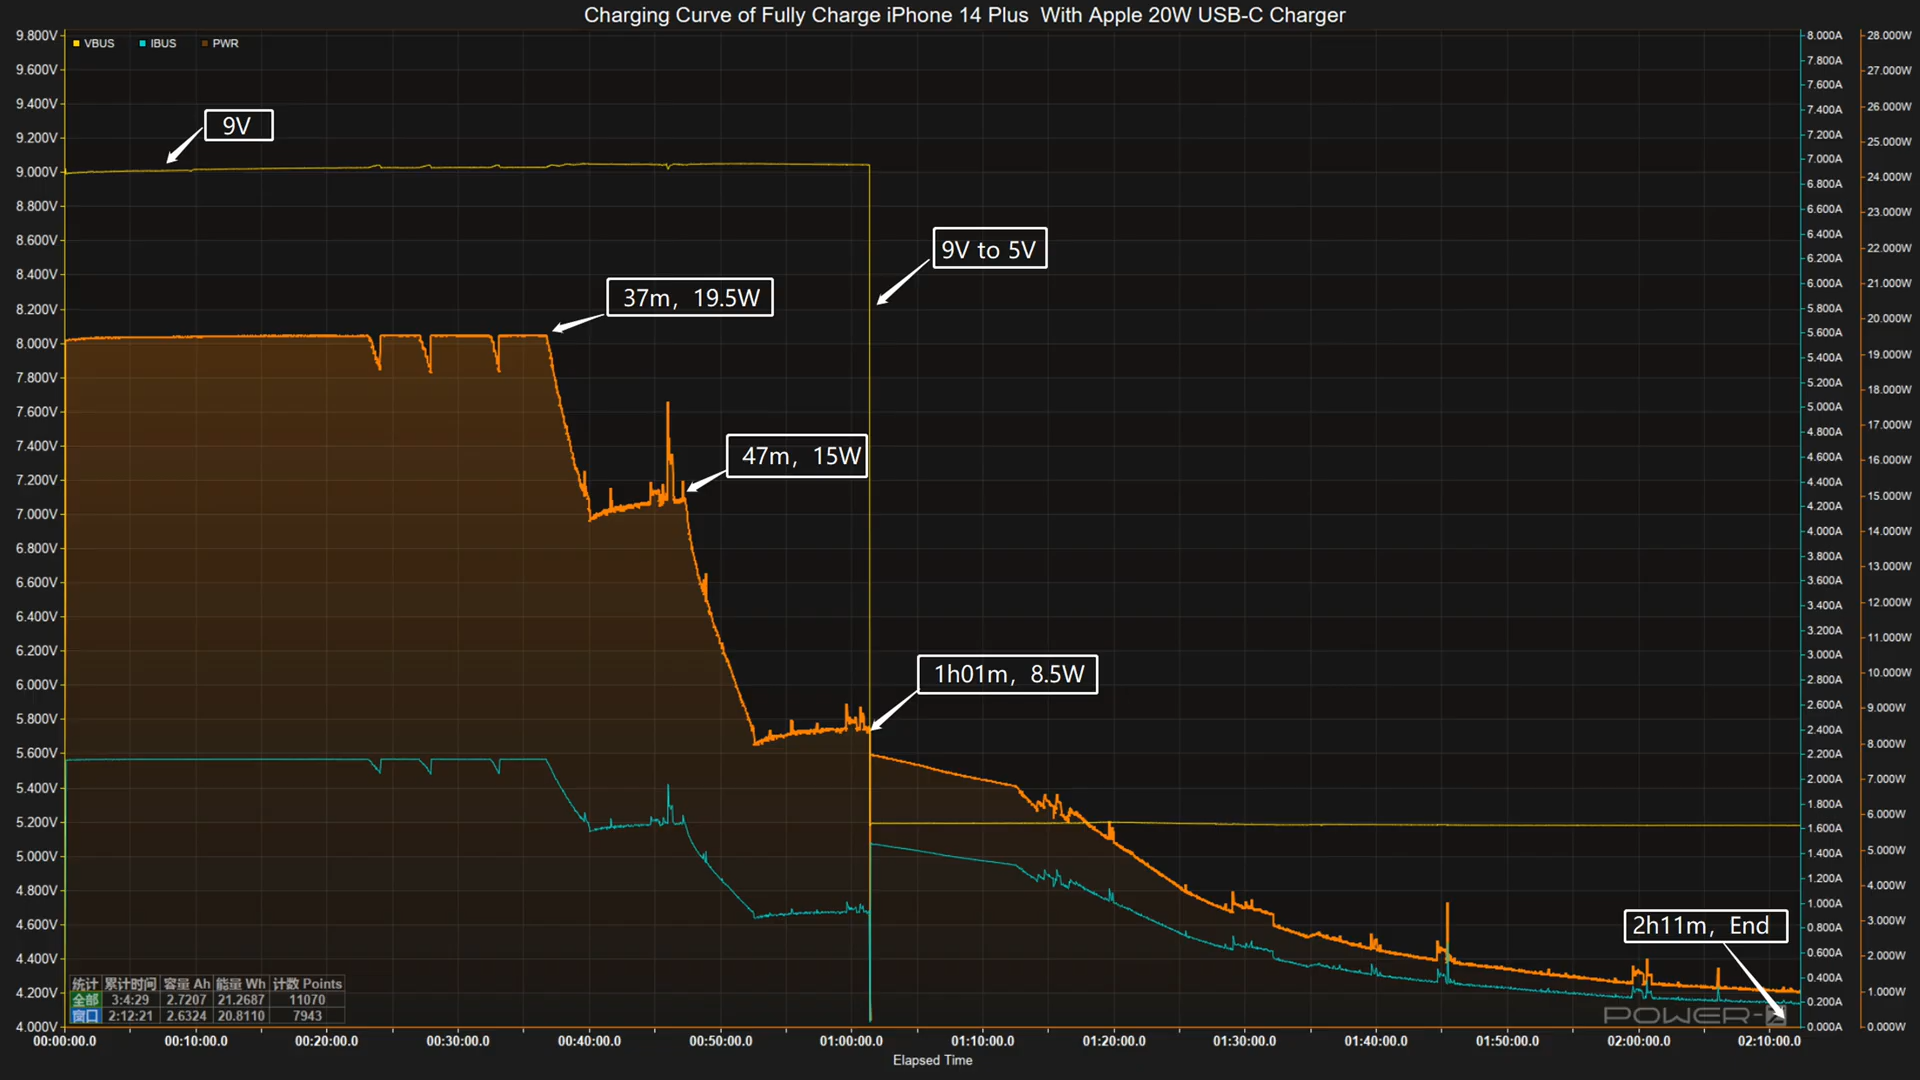 Charging Curve of Fully Charge iPhone 14 Plus  With Apple 20W USB-C Charger
VBUS IBUS PWR
9.800V
9.600V
9.400V
9.200V
9.000V
8.800V
8.600V
8.400V
8.200V
8.000V
7.800V
7.600V
7.400V
7.200V
7.000V
6.800V
6.600V
6.400V
6.200V
6.000V
5.800V
5.600V
5.400V
5.200V
5.000V
4.800V
4.600V
4.400V
4.200V
4.000V
9V
9V to 5V
37m，19.5W
47m，15W
1h01m，8.5W
2h11m，End
统计 累计时间 容量 Ah 能量 Wh 计数 Points
全部 3:4:29 2.7207 21.2687 11070
窗口 2:12:21 2.6324 20.8110 7943
POWER-Z
8.000A
7.800A
7.600A
7.400A
7.200A
7.000A
6.800A
6.600A
6.400A
6.200A
6.000A
5.800A
5.600A
5.400A
5.200A
5.000A
4.800A
4.600A
4.400A
4.200A
4.000A
3.800A
3.600A
3.400A
3.200A
3.000A
2.800A
2.600A
2.400A
2.200A
2.000A
1.800A
1.600A
1.400A
1.200A
1.000A
0.800A
0.600A
0.400A
0.200A
0.000A
28.000W
27.000W
26.000W
25.000W
24.000W
23.000W
22.000W
21.000W
20.000W
19.000W
18.000W
17.000W
16.000W
15.000W
14.000W
13.000W
12.000W
11.000W
10.000W
9.000W
8.000W
7.000W
6.000W
5.000W
4.000W
3.000W
2.000W
1.000W
0.000W
00:00:00.0 00:10:00.0 00:20:00.0 00:30:00.0 00:40:00.0 00:50:00.0 01:00:00.0 01:10:00.0 01:20:00.0 01:30:00.0 01:40:00.0 01:50:00.0 02:00:00.0 02:10:00.0
Elapsed Time